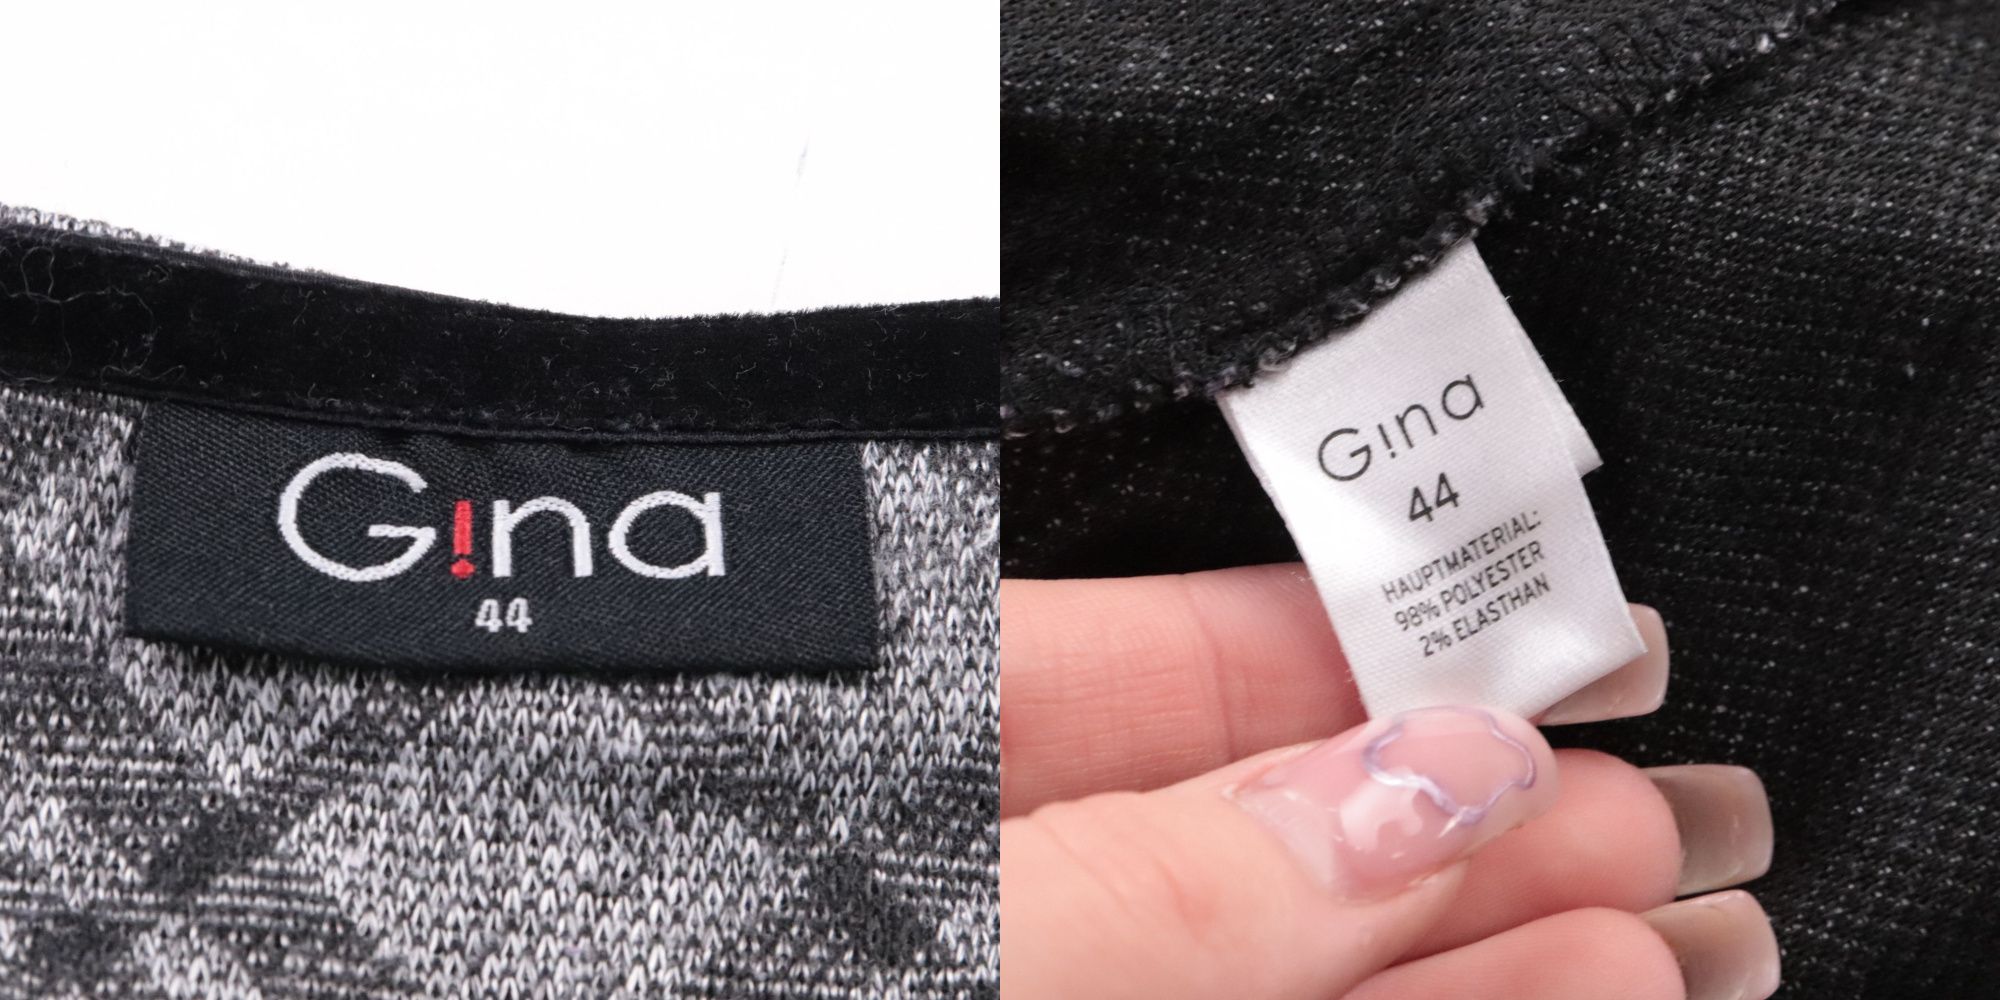 G!na
44
G!na
44
HAUPTMATERIAL:
98% POLYESTER
2% ELASTHAN